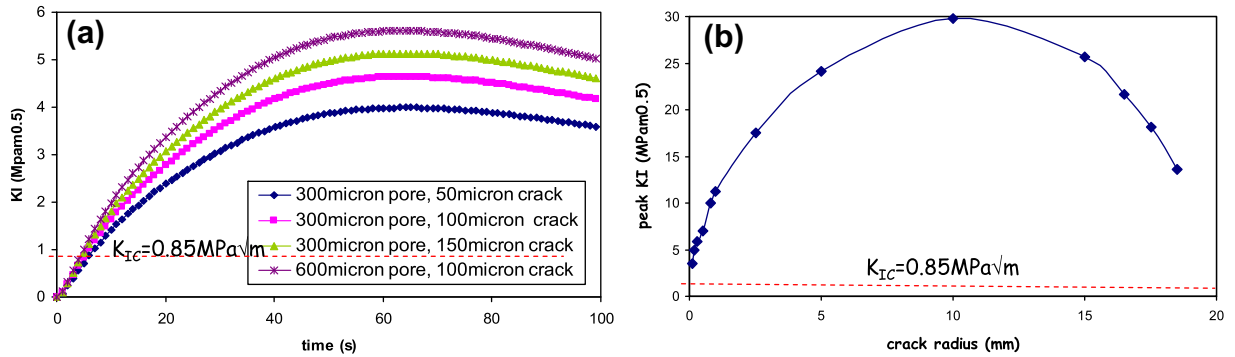 (a)
KI (Mpam0.5)
6
5
4
3
2
1
0
K_IC=0.85MPa√m
300micron pore, 50micron crack
300micron pore, 100micron crack
300micron pore, 150micron crack
600micron pore, 100micron crack
0 20 40 60 80 100
time (s)
(b)
peak KI (MPam0.5)
30
25
20
15
10
5
0
K_IC=0.85MPa√m
0 5 10 15 20
crack radius (mm)